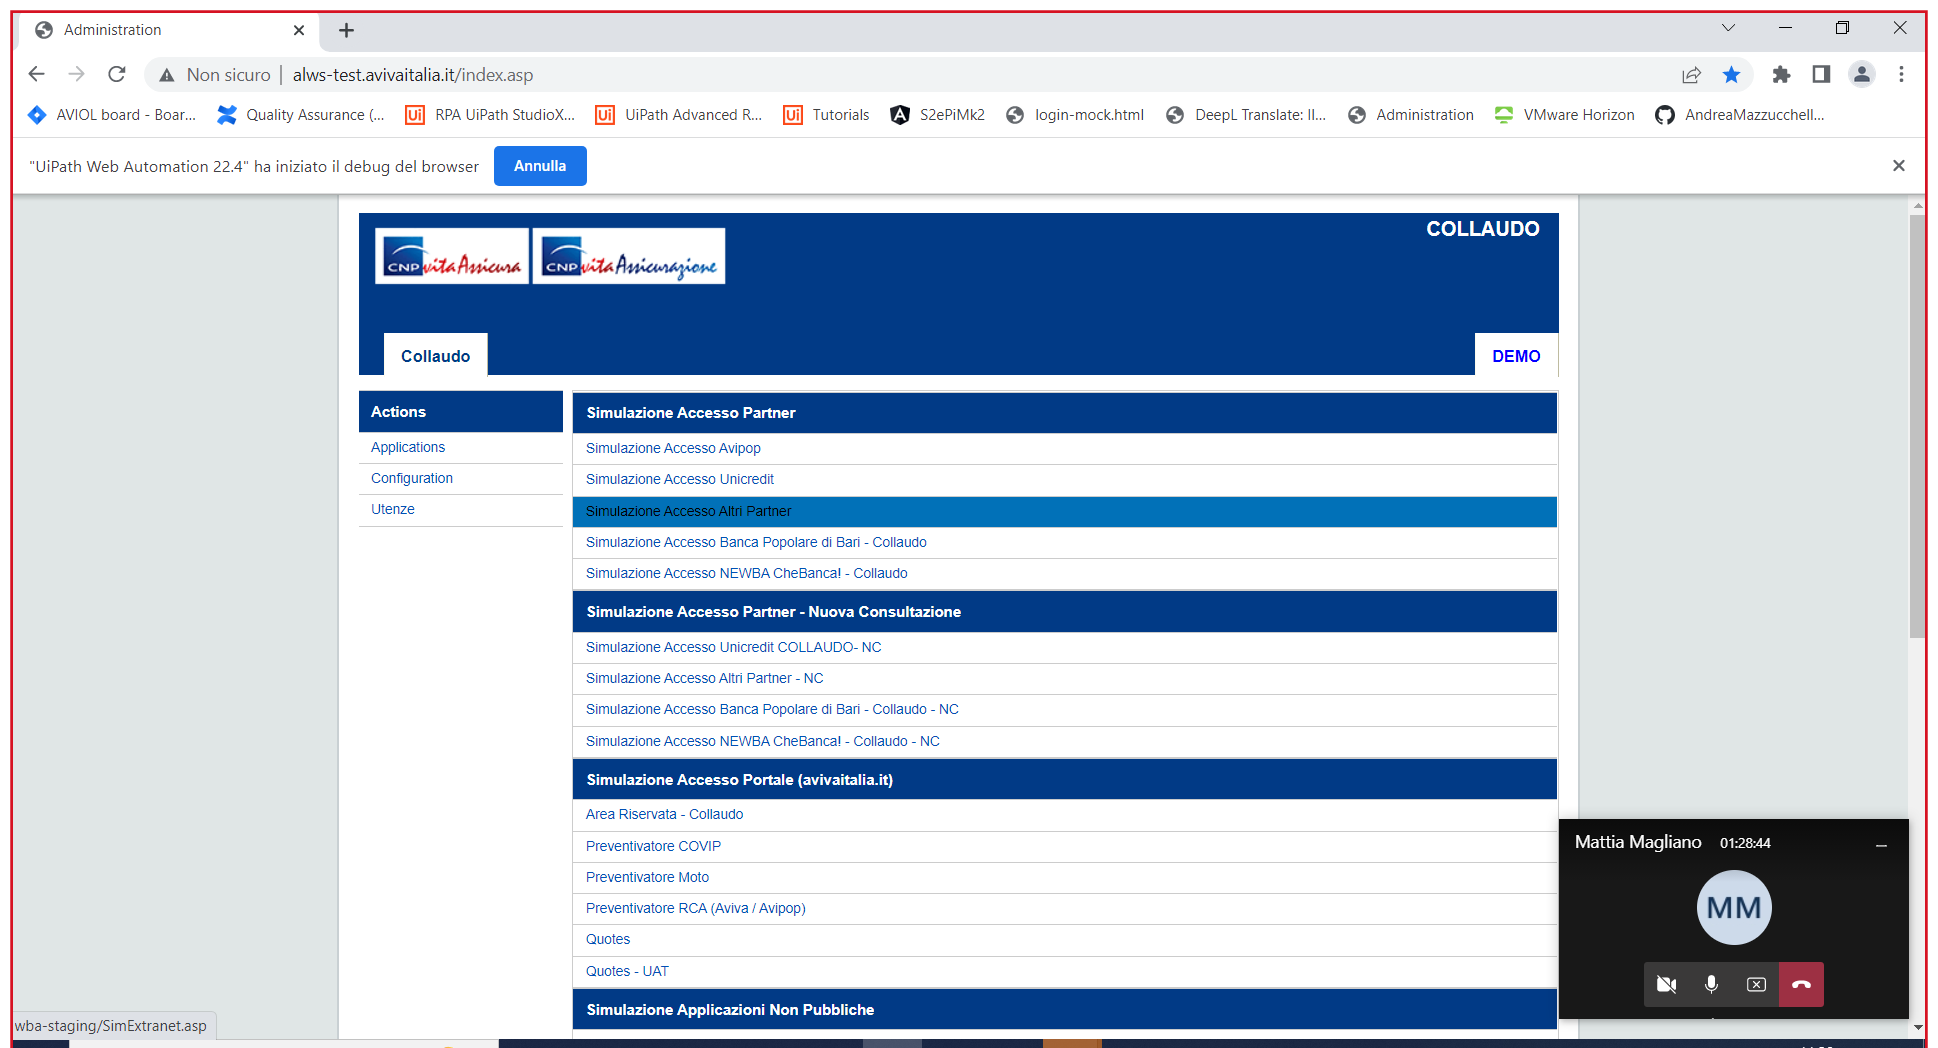 Administration
Non sicuro | alws-test.avivaitalia.it/index.asp
AVIOL board - Boar... Quality Assurance (... RPA UiPath StudioX... UiPath Advanced R... Tutorials S2ePiMk2 login-mock.html DeepL Translate: Il... Administration VMware Horizon AndreaMazzucchell...
"UiPath Web Automation 22.4" ha iniziato il debug del browser Annulla
COLLAUDO
CNP vita Assicura CNP vita Assicurazione
Collaudo DEMO
Actions
Applications
Configuration
Utenze
Simulazione Accesso Partner
Simulazione Accesso Avipop
Simulazione Accesso Unicredit
Simulazione Accesso Altri Partner
Simulazione Accesso Banca Popolare di Bari - Collaudo
Simulazione Accesso NEWBA CheBanca! - Collaudo
Simulazione Accesso Partner - Nuova Consultazione
Simulazione Accesso Unicredit COLLAUDO- NC
Simulazione Accesso Altri Partner - NC
Simulazione Accesso Banca Popolare di Bari - Collaudo - NC
Simulazione Accesso NEWBA CheBanca! - Collaudo - NC
Simulazione Accesso Portale (avivaitalia.it)
Area Riservata - Collaudo
Preventivatore COVIP
Preventivatore Moto
Preventivatore RCA (Aviva / Avipop)
Quotes
Quotes - UAT
Simulazione Applicazioni Non Pubbliche
Mattia Magliano 01:28:44
MM
wba-staging/SimExtranet.asp